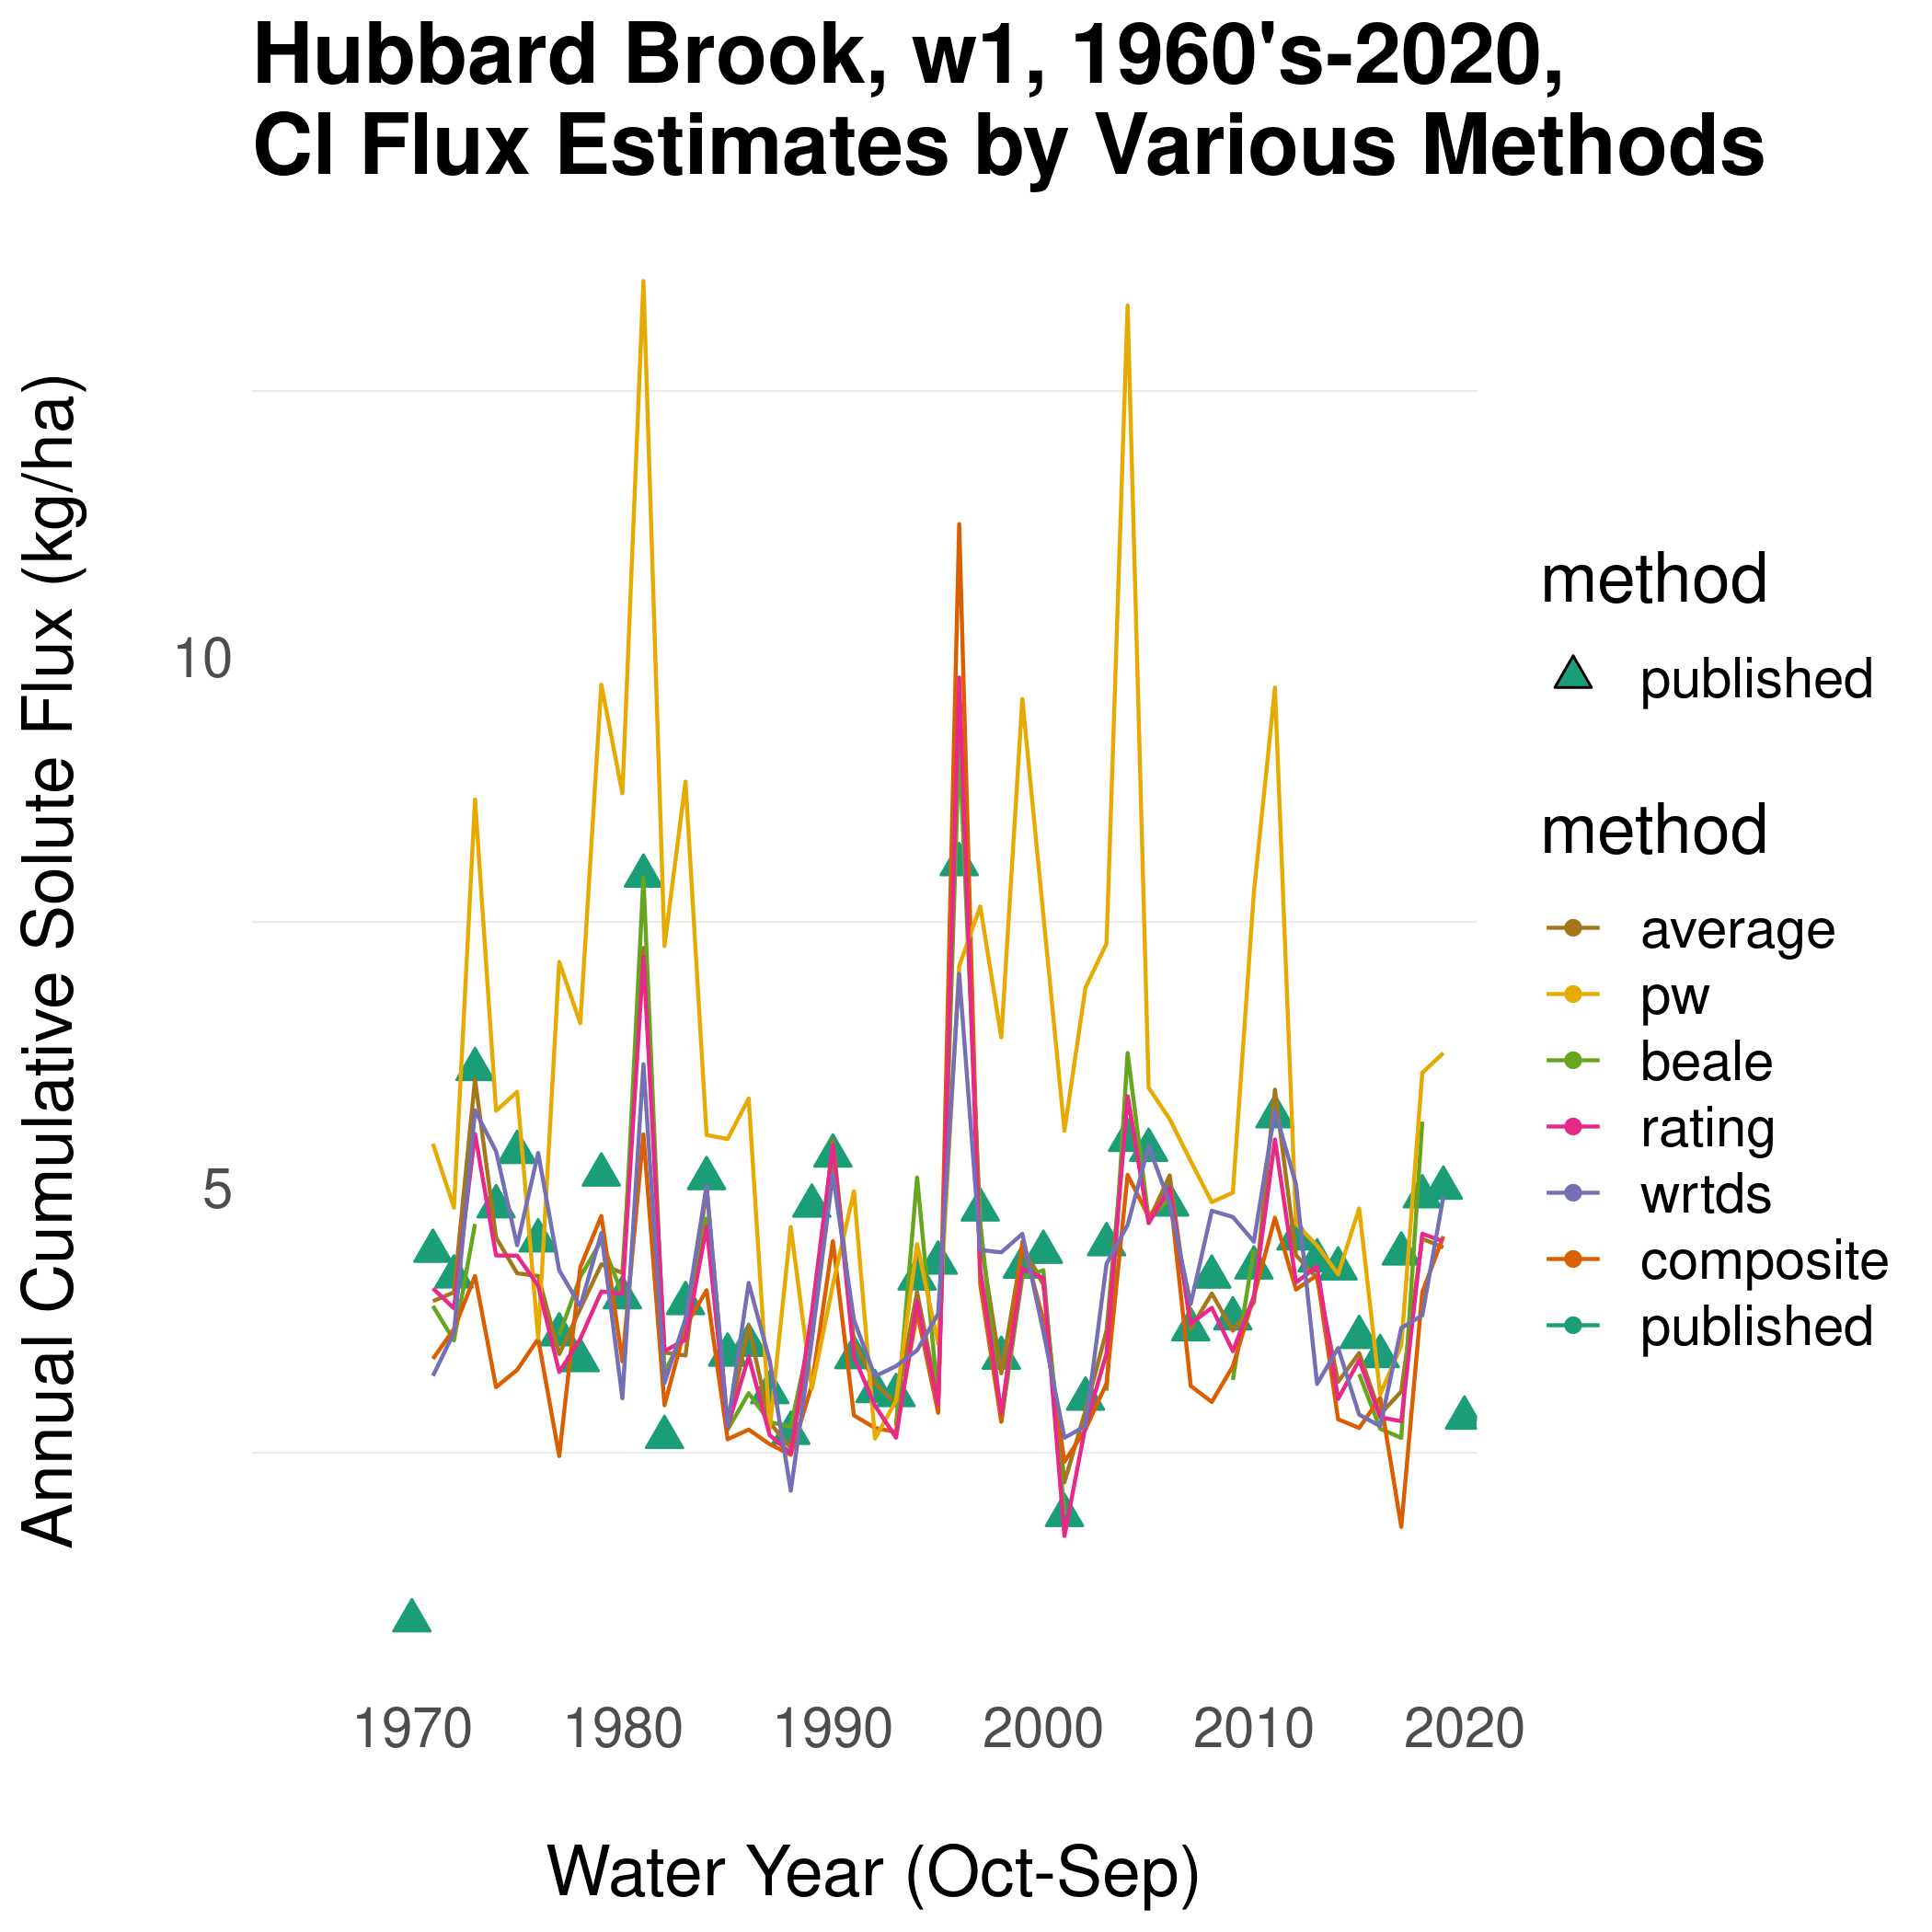 Hubbard Brook, w1, 1960's-2020,
Cl Flux Estimates by Various Methods
Annual Cumulative Solute Flux (kg/ha)
10
5
1970 1980 1990 2000 2010 2020
Water Year (Oct-Sep)
method
published
method
average
pw
beale
rating
wrtds
composite
published